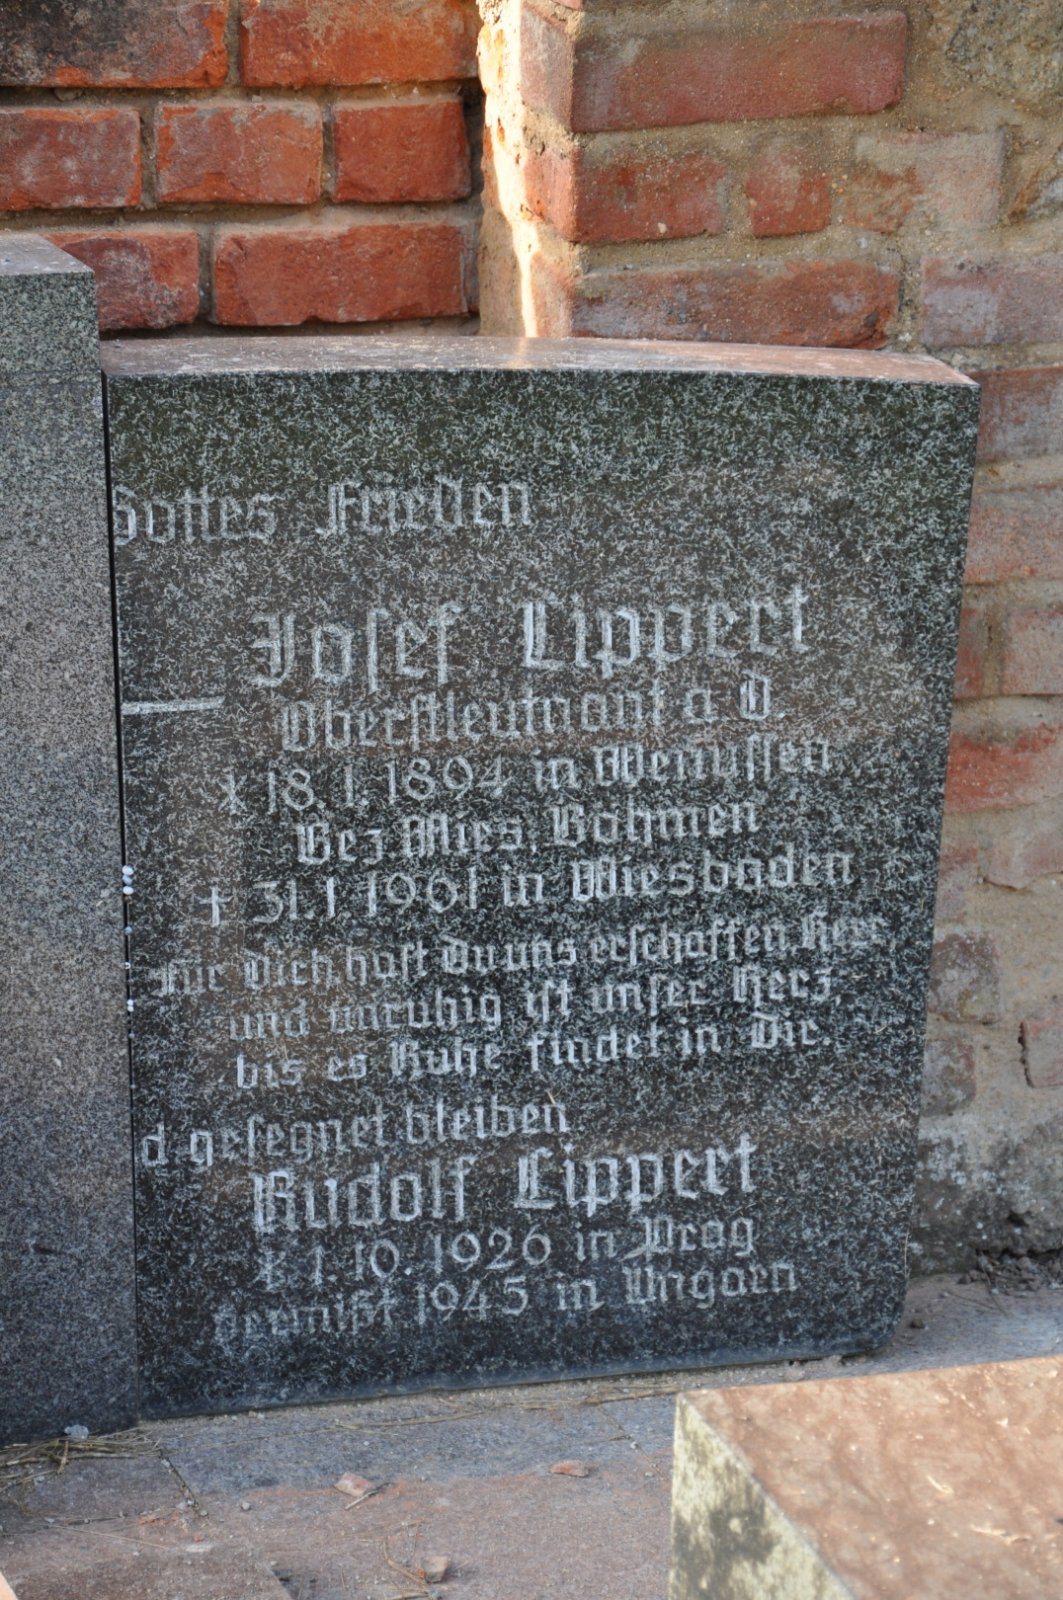 Gottes Frieden
Josef Lippert
Oberstleutnant a. D.
* 18. 1. 1894 in Wenussen
Bez. Mies, Böhmen
† 31. 1. 1961 in Wiesbaden
Für Dich hast Du uns erschaffen, Herr,
und unruhig ist unser Herz,
bis es Ruhe findet in Dir.
d gesegnet bleiben
Rudolf Lippert
* 1. 10. 1926 in Prag
vermißt 1945 in Ungarn